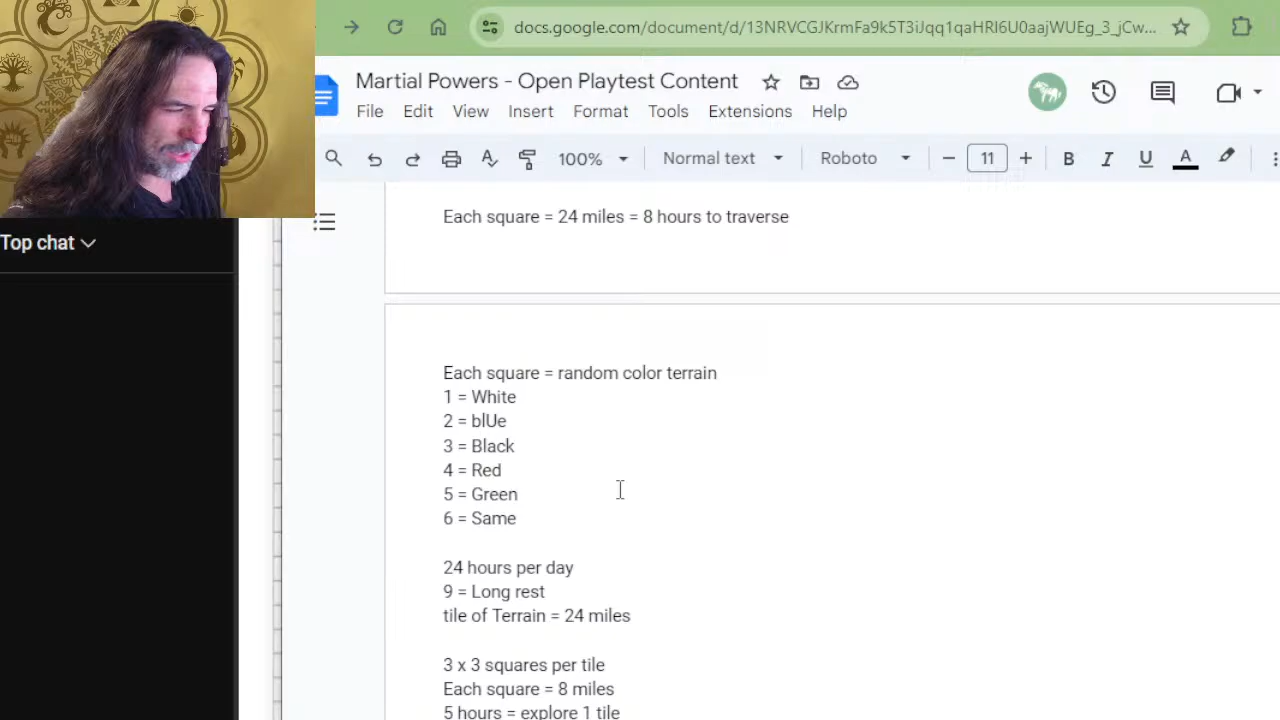 docs.google.com/document/d/13NRVCGJKrmFa9k5T3iJqq1qaHRI6U0aajWUEg_3_jCw...
Martial Powers - Open Playtest Content
File Edit View Insert Format Tools Extensions Help
100% Normal text Roboto 11 B I U A
Each square = 24 miles = 8 hours to traverse
Top chat
Each square = random color terrain
1 = White
2 = blUe
3 = Black
4 = Red
5 = Green
6 = Same
24 hours per day
9 = Long rest
tile of Terrain = 24 miles
3 x 3 squares per tile
Each square = 8 miles
5 hours = explore 1 tile